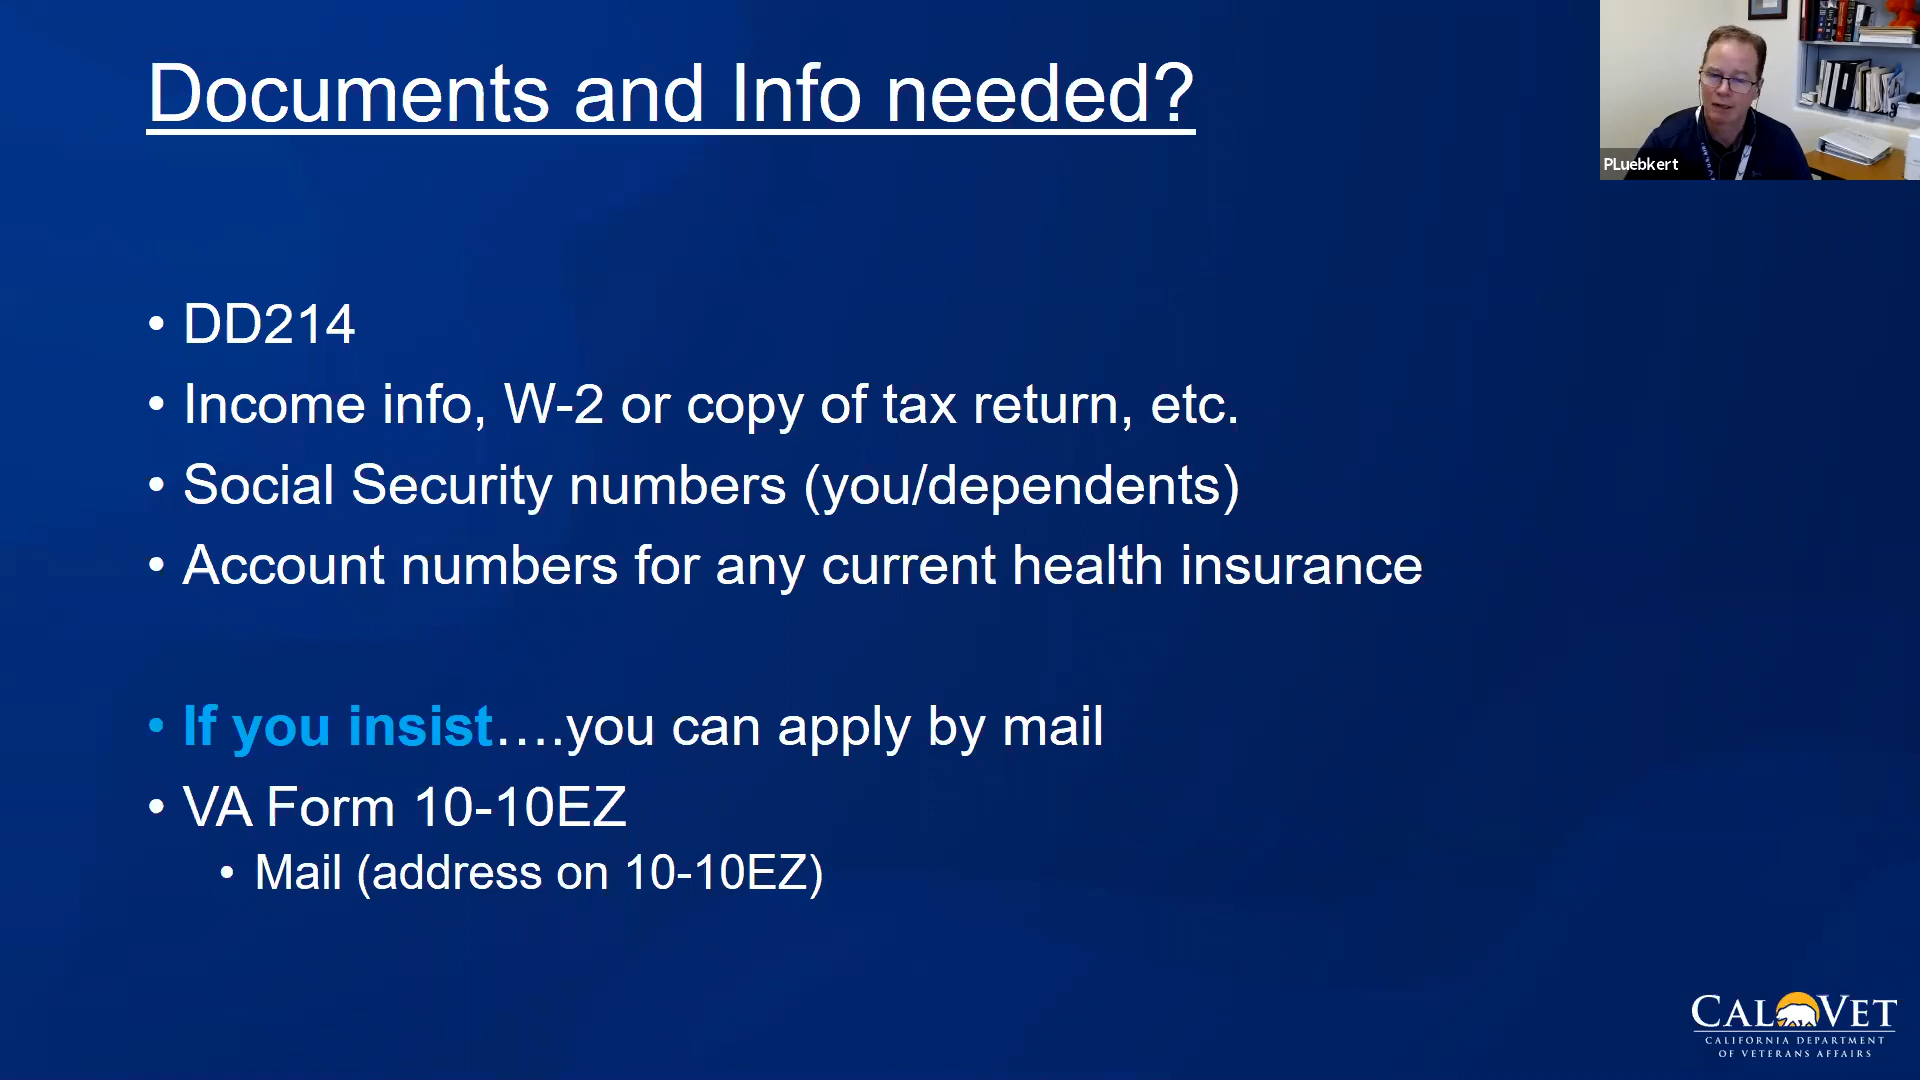 Documents and Info needed?
PLuebkert
• DD214
• Income info, W-2 or copy of tax return, etc.
• Social Security numbers (you/dependents)
• Account numbers for any current health insurance
• If you insist….you can apply by mail
• VA Form 10-10EZ
• Mail (address on 10-10EZ)
CALVET
CALIFORNIA DEPARTMENT
OF VETERANS AFFAIRS